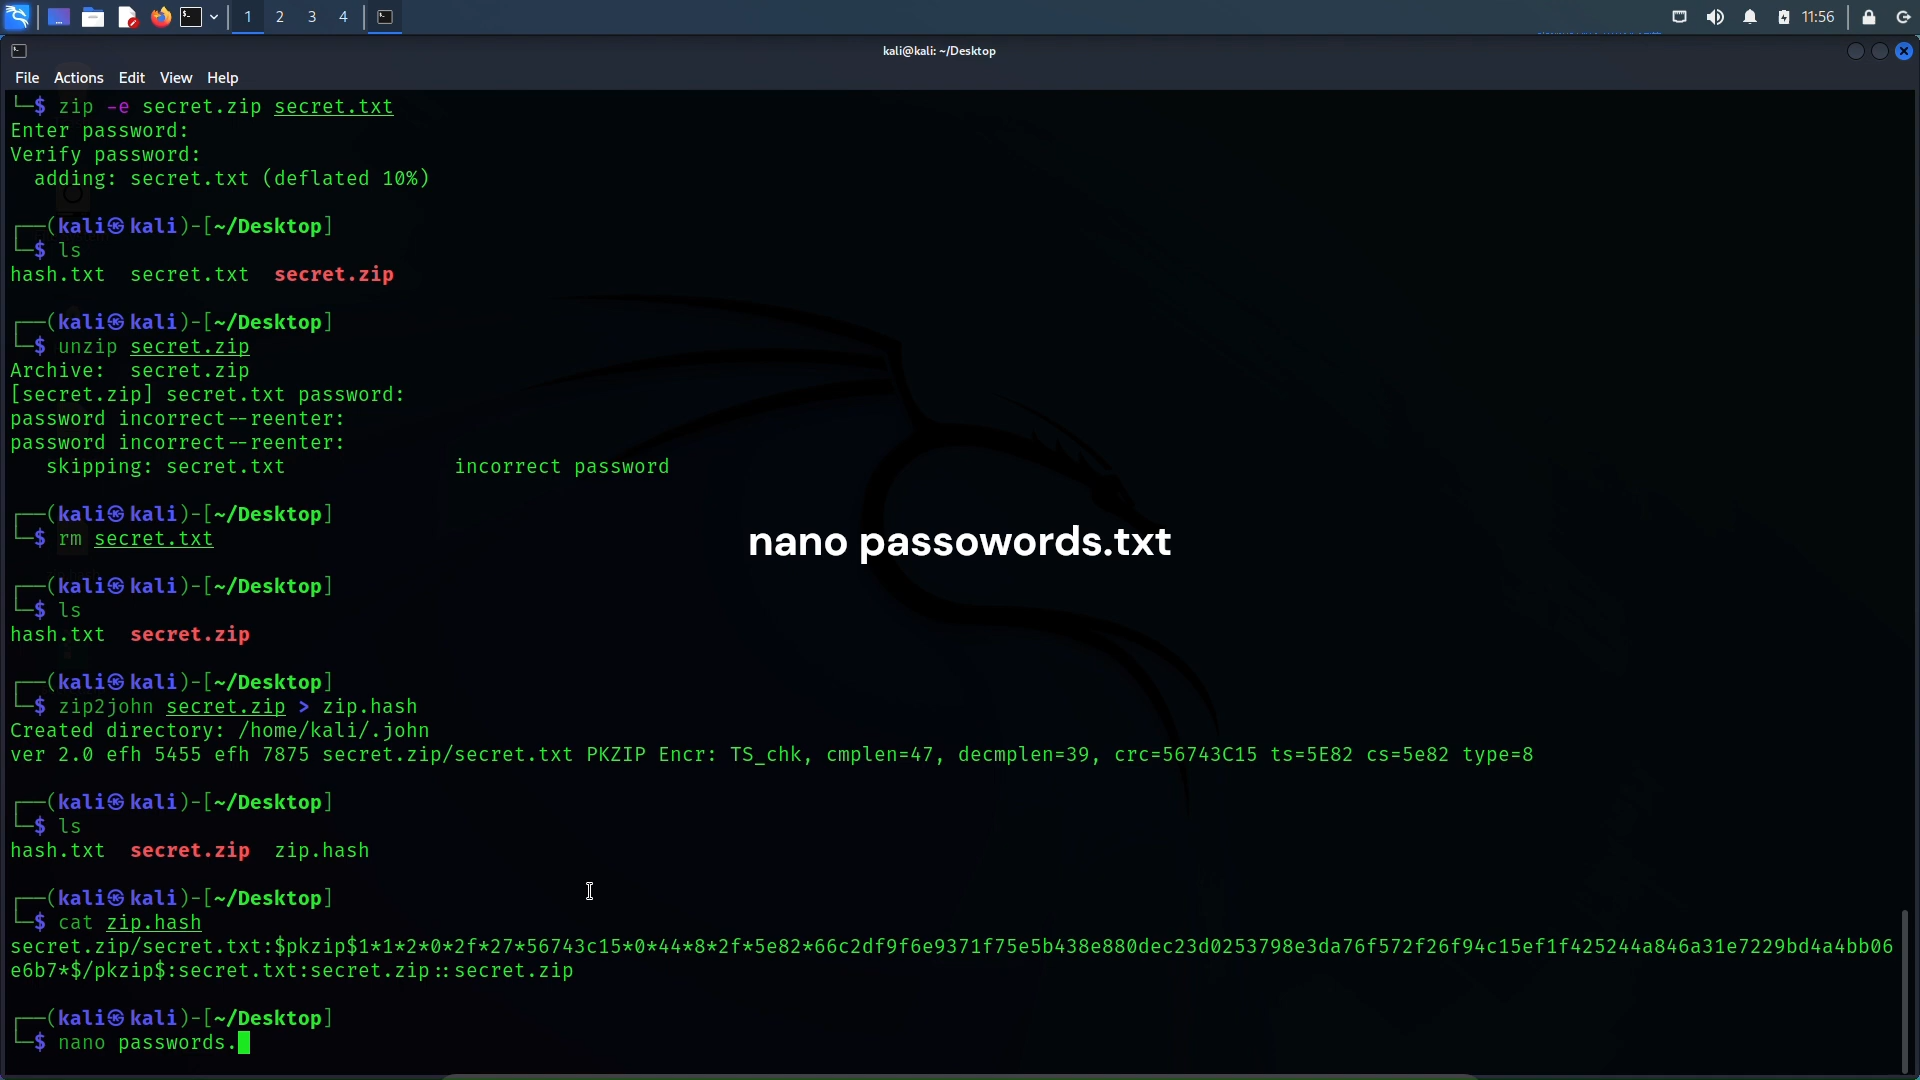 1 2 3 4
11:56
kali@kali: ~/Desktop
File Actions Edit View Help
└─$ zip -e secret.zip secret.txt
Enter password:
Verify password:
  adding: secret.txt (deflated 10%)
┌──(kali㉿kali)-[~/Desktop]
└─$ ls
hash.txt  secret.txt  secret.zip
┌──(kali㉿kali)-[~/Desktop]
└─$ unzip secret.zip
Archive:  secret.zip
[secret.zip] secret.txt password:
password incorrect--reenter:
password incorrect--reenter:
   skipping: secret.txt              incorrect password
┌──(kali㉿kali)-[~/Desktop]
└─$ rm secret.txt
nano passowords.txt
┌──(kali㉿kali)-[~/Desktop]
└─$ ls
hash.txt  secret.zip
┌──(kali㉿kali)-[~/Desktop]
└─$ zip2john secret.zip > zip.hash
Created directory: /home/kali/.john
ver 2.0 efh 5455 efh 7875 secret.zip/secret.txt PKZIP Encr: TS_chk, cmplen=47, decmplen=39, crc=56743C15 ts=5E82 cs=5e82 type=8
┌──(kali㉿kali)-[~/Desktop]
└─$ ls
hash.txt  secret.zip  zip.hash
┌──(kali㉿kali)-[~/Desktop]
└─$ cat zip.hash
secret.zip/secret.txt:$pkzip$1*1*2*0*2f*27*56743c15*0*44*8*2f*5e82*66c2df9f6e9371f75e5b438e880dec23d0253798e3da76f572f26f94c15ef1f425244a846a31e7229bd4a4bb06
e6b7*$/pkzip$:secret.txt:secret.zip::secret.zip
┌──(kali㉿kali)-[~/Desktop]
└─$ nano passwords.